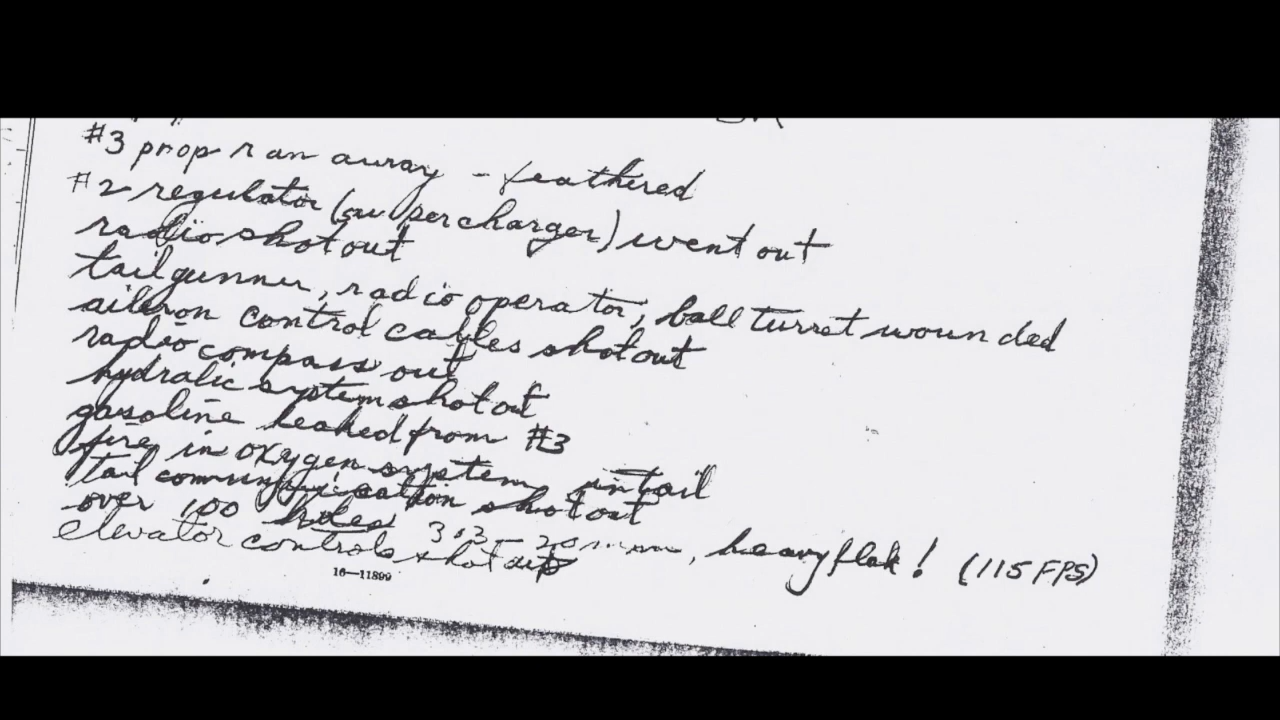 #3 prop ran away - feathered
#2 regulator (supercharger) went out
radio shot out
tail gunner, radio operator, ball turret wounded
aileron control cables shot out
radio compass out
hydralic system shot out
gasoline leaked from #3
fire in oxygen system in tail
tail communication shot out
over 100 holes 303 - 20 mm, heavy flak! (115 FPS)
elevator controls shot
16—11899